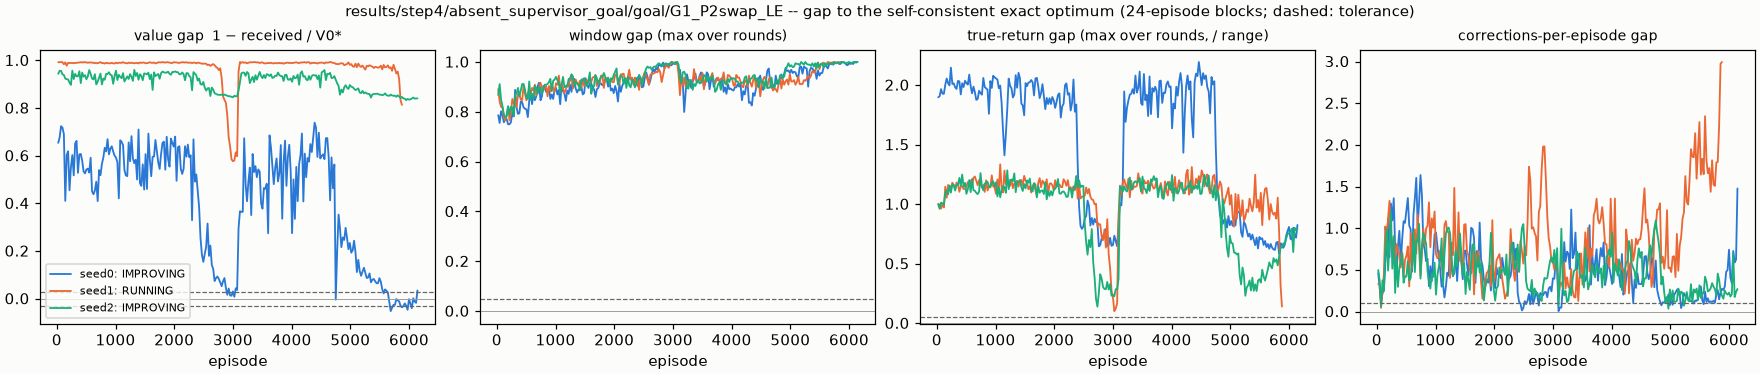 results/step4/absent_supervisor_goal/goal/G1_P2swap_LE -- gap to the self-consistent exact optimum (24-episode blocks; dashed: tolerance)
value gap 1 − received / V0*
1.0
0.8
0.6
0.4
0.2
0.0
seed0: IMPROVING
seed1: RUNNING
seed2: IMPROVING
0 1000 2000 3000 4000 5000 6000
episode
window gap (max over rounds)
1.0
0.8
0.6
0.4
0.2
0.0
0 1000 2000 3000 4000 5000 6000
episode
true-return gap (max over rounds, / range)
2.0
1.5
1.0
0.5
0.0
0 1000 2000 3000 4000 5000 6000
episode
corrections-per-episode gap
3.0
2.5
2.0
1.5
1.0
0.5
0.0
0 1000 2000 3000 4000 5000 6000
episode